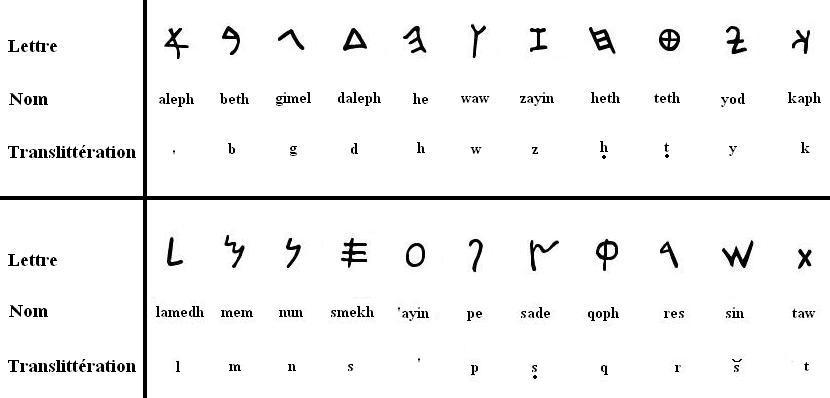 Lettre 𐤀 𐤁 𐤂 𐤃 𐤄 𐤅 𐤆 𐤇 𐤈 𐤉 𐤊
Nom aleph beth gimel daleph he waw zayin heth teth yod kaph
Translittération ' b g d h w z ḥ ṭ y k
Lettre 𐤋 𐤌 𐤍 𐤎 𐤏 𐤐 𐤑 𐤒 𐤓 𐤔 𐤕
Nom lamedh mem nun smekh 'ayin pe sade qoph res sin taw
Translittération l m n s ' p ṣ q r s̆ t